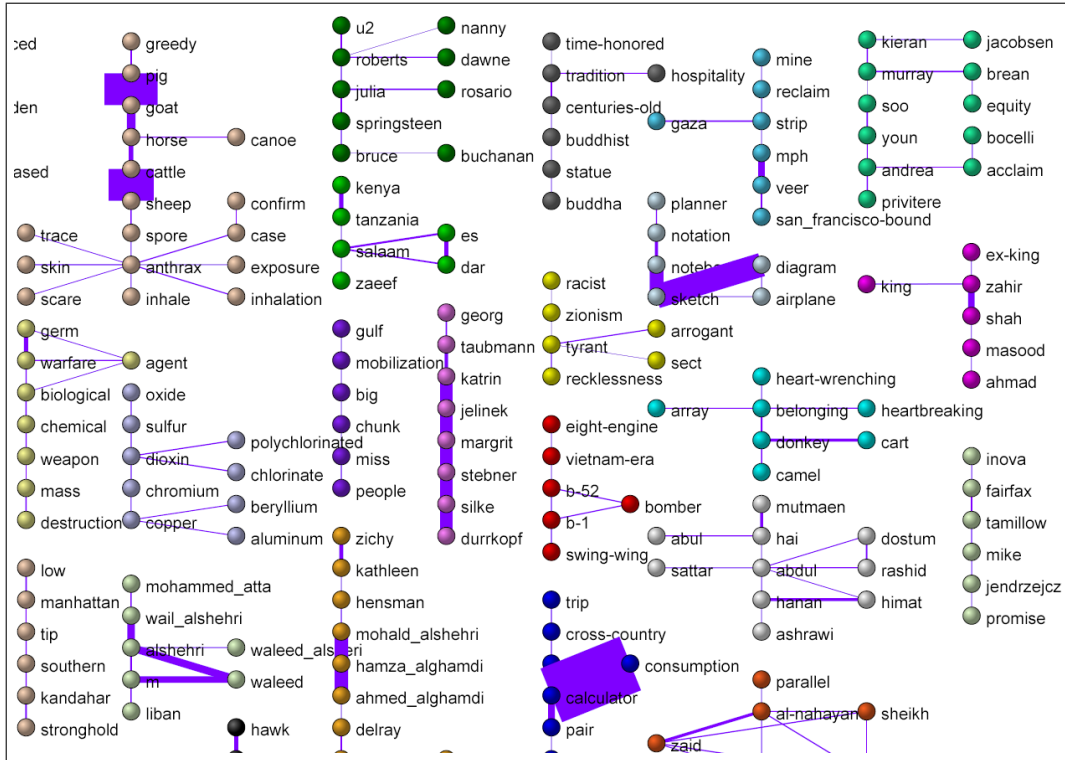 ced
den
ased
greedy
pig
goat
horse
canoe
cattle
sheep
confirm
trace
spore
case
skin
anthrax
exposure
scare
inhale
inhalation
germ
warfare
agent
biological
chemical
weapon
mass
destruction
oxide
sulfur
dioxin
polychlorinated
chlorinate
chromium
copper
beryllium
aluminum
low
manhattan
tip
southern
kandahar
stronghold
mohammed_atta
wail_alshehri
alshehri
m
waleed
liban
hawk
u2
nanny
roberts
dawne
julia
rosario
springsteen
bruce
buchanan
kenya
tanzania
salaam
es
dar
zaeef
gulf
mobilization
big
chunk
miss
people
georg
taubmann
katrin
jelinek
margrit
stebner
silke
durrkopf
zichy
kathleen
hensman
mohald_alshehri
hamza_alghamdi
ahmed_alghamdi
delray
time-honored
tradition
hospitality
centuries-old
buddhist
statue
buddha
mine
reclaim
gaza
strip
mph
veer
san_francisco-bound
planner
notation
sketch
diagram
airplane
racist
zionism
tyrant
arrogant
sect
recklessness
eight-engine
vietnam-era
b-52
bomber
b-1
swing-wing
trip
cross-country
consumption
calculator
pair
kieran
jacobsen
murray
brean
soo
equity
youn
bocelli
andrea
acclaim
privitere
ex-king
king
zahir
shah
masood
ahmad
heart-wrenching
array
belonging
heartbreaking
donkey
cart
camel
mutmaen
abul
hai
dostum
sattar
abdul
rashid
hanan
himat
ashrawi
inova
fairfax
tamillow
mike
jendrzejcz
promise
parallel
al-nahayan
sheikh
zaid